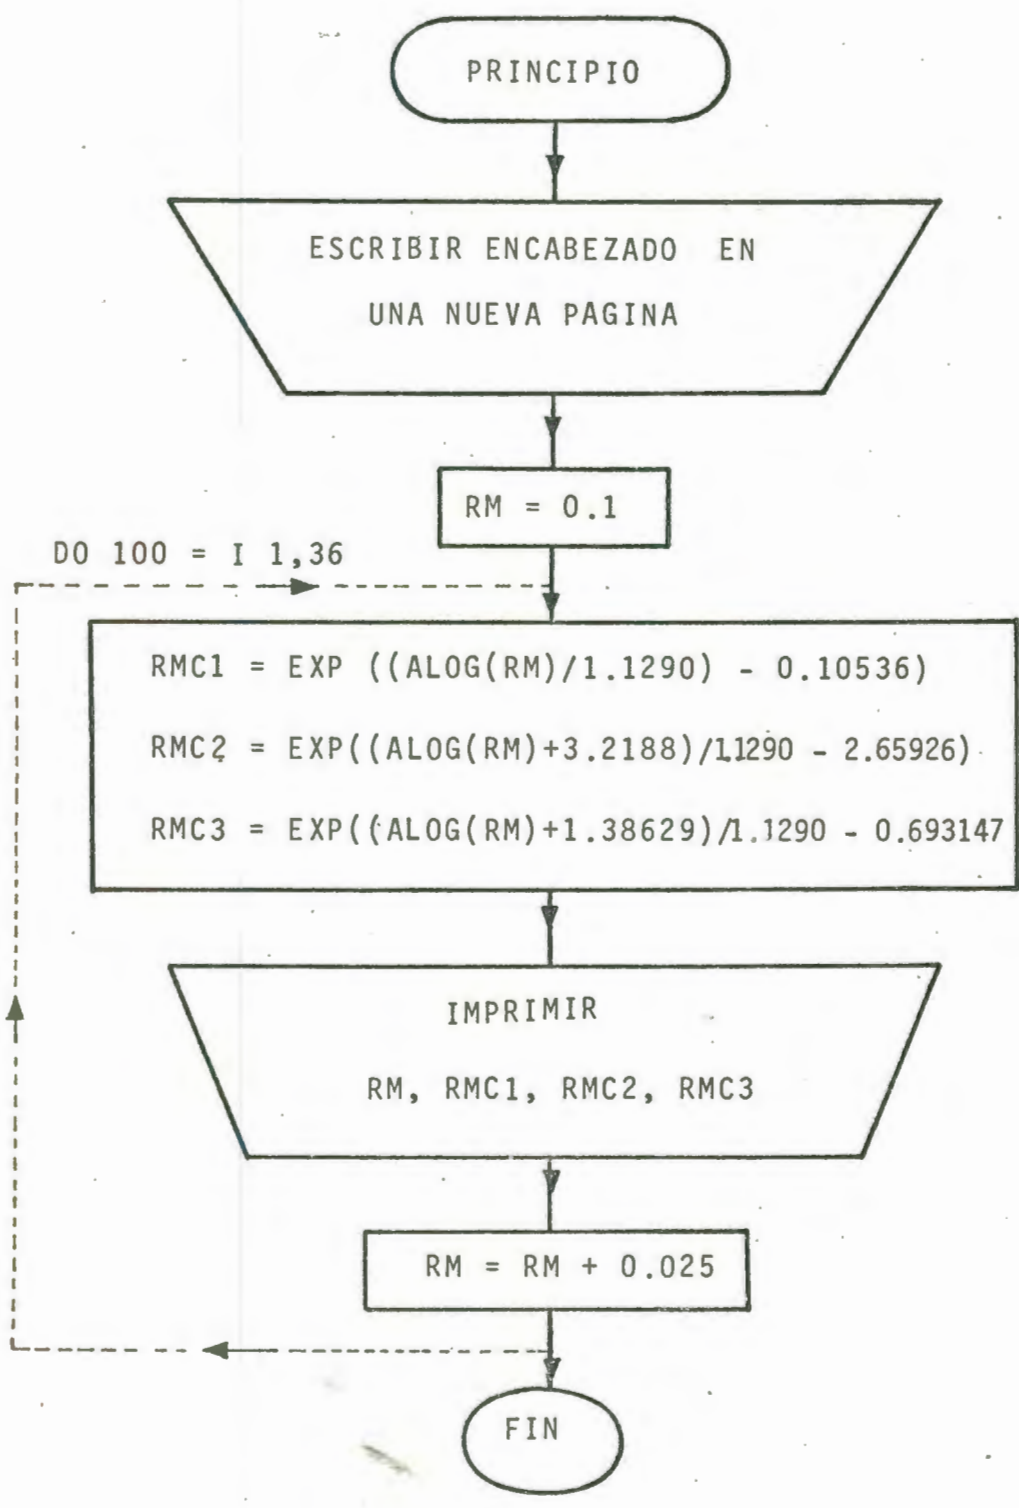 PRINCIPIO
ESCRIBIR ENCABEZADO EN
UNA NUEVA PAGINA
RM = 0.1
DO 100 = I 1,36
RMC1 = EXP ((ALOG(RM)/1.1290) - 0.10536)
RMC2 = EXP((ALOG(RM)+3.2188)/1.1290 - 2.65926)
RMC3 = EXP((ALOG(RM)+1.38629)/1.1290 - 0.693147
IMPRIMIR
RM, RMC1, RMC2, RMC3
RM = RM + 0.025
FIN